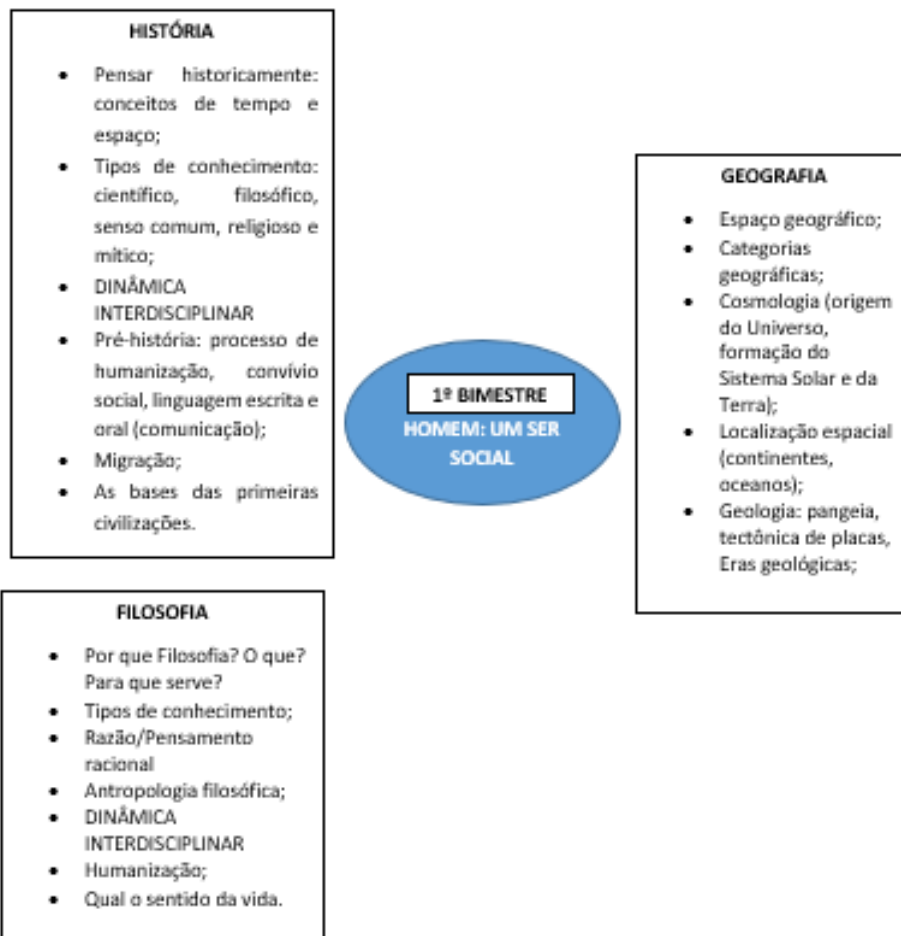 HISTÓRIA
• Pensar historicamente:
conceitos de tempo e
espaço;
• Tipos de conhecimento:
científico, filosófico,
senso comum, religioso e
mítico;
• DINÂMICA
INTERDISCIPLINAR
• Pré-história: processo de
humanização, convívio
social, linguagem escrita e
oral (comunicação);
• Migração;
• As bases das primeiras
civilizações.
1º BIMESTRE
HOMEM: UM SER
SOCIAL
GEOGRAFIA
• Espaço geográfico;
• Categorias
geográficas;
• Cosmologia (origem
do Universo,
formação do
Sistema Solar e da
Terra);
• Localização espacial
(continentes,
oceanos);
• Geologia: pangeia,
tectônica de placas,
Eras geológicas;
FILOSOFIA
• Por que Filosofia? O que?
Para que serve?
• Tipos de conhecimento;
• Razão/Pensamento
racional
• Antropologia filosófica;
• DINÂMICA
INTERDISCIPLINAR
• Humanização;
• Qual o sentido da vida.